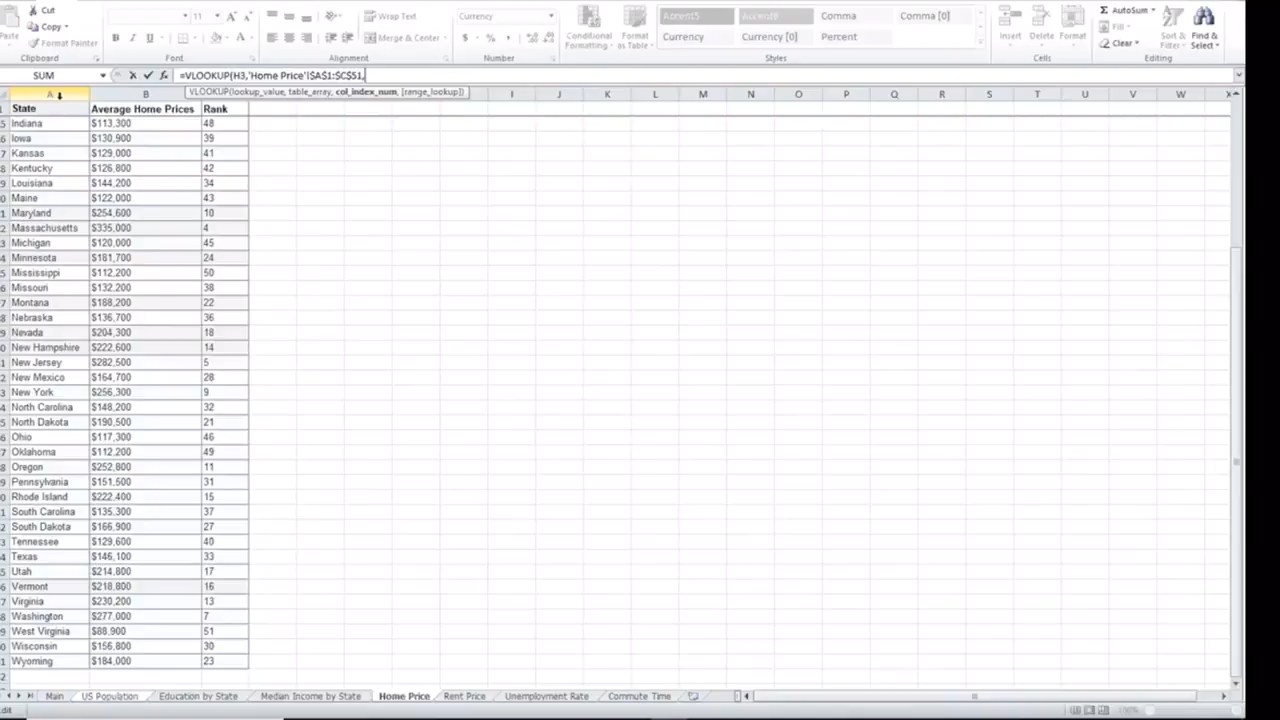 Cut
Copy
Format Painter
Paste
Clipboard
11 A A
B I U
Font
Wrap Text
Merge & Center
Alignment
Currency
$ % ,
Number
Conditional Formatting
Format as Table
Accent5 Accent6 Comma Comma [0]
Currency Currency [0] Percent
Styles
Insert Delete Format
Cells
Σ AutoSum
Fill
Clear
Sort & Filter
Find & Select
Editing
SUM fx =VLOOKUP(H3,'Home Price'!$A$1:$C$51,
VLOOKUP(lookup_value, table_array, col_index_num, [range_lookup])
A B I J K L M N O P Q R S T U V W X
State Average Home Prices Rank
Indiana $113,300 48
Iowa $130,900 39
Kansas $129,000 41
Kentucky $126,800 42
Louisiana $144,200 34
Maine $122,000 43
Maryland $254,600 10
Massachusetts $335,000 4
Michigan $120,000 45
Minnesota $181,700 24
Mississippi $112,200 50
Missouri $132,200 38
Montana $188,200 22
Nebraska $136,700 36
Nevada $204,300 18
New Hampshire $222,600 14
New Jersey $282,500 5
New Mexico $164,700 28
New York $256,300 9
North Carolina $148,200 32
North Dakota $190,500 21
Ohio $117,300 46
Oklahoma $112,200 49
Oregon $252,800 11
Pennsylvania $151,500 31
Rhode Island $222,400 15
South Carolina $135,300 37
South Dakota $166,900 27
Tennessee $129,600 40
Texas $146,100 33
Utah $214,800 17
Vermont $218,800 16
Virginia $230,200 13
Washington $277,000 7
West Virginia $88,900 51
Wisconsin $156,800 30
Wyoming $184,000 23
Main US Population Education by State Median Income by State Home Price Rent Price Unemployment Rate Commute Time